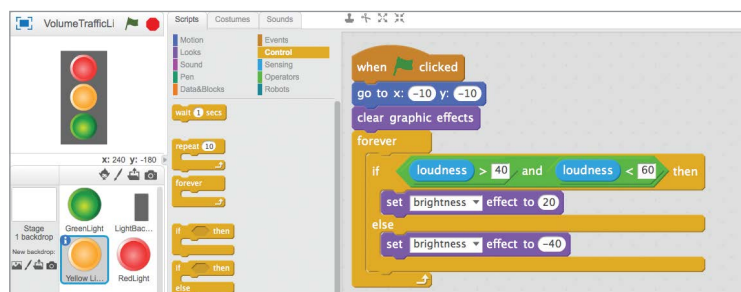 VolumeTrafficLi
Scripts
Costumes
Sounds
Motion
Looks
Sound
Pen
Data&Blocks
Events
Control
Sensing
Operators
Robots
wait 1 secs
repeat 10
forever
if then
if then
else
x: 240 y: -180
Stage
1 backdrop
New backdrop:
GreenLight
LightBac...
Yellow Li...
RedLight
when clicked
go to x: -10 y: -10
clear graphic effects
forever
if loudness > 40 and loudness < 60 then
set brightness effect to 20
else
set brightness effect to -40